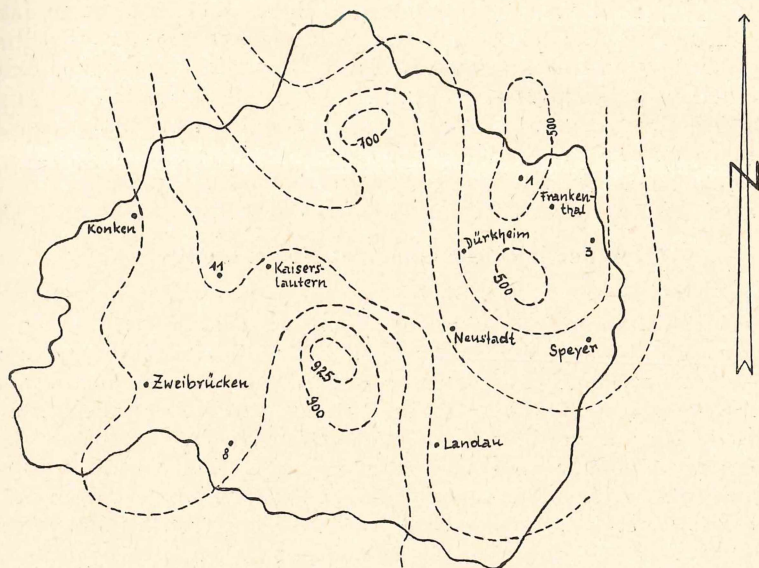 500
N
700
1
Franken-
thal
Konken
Dürkheim
3
11
Kaisers-
lautern
500
Neustadt
Speyer
925
Zweibrücken
900
8
Landau